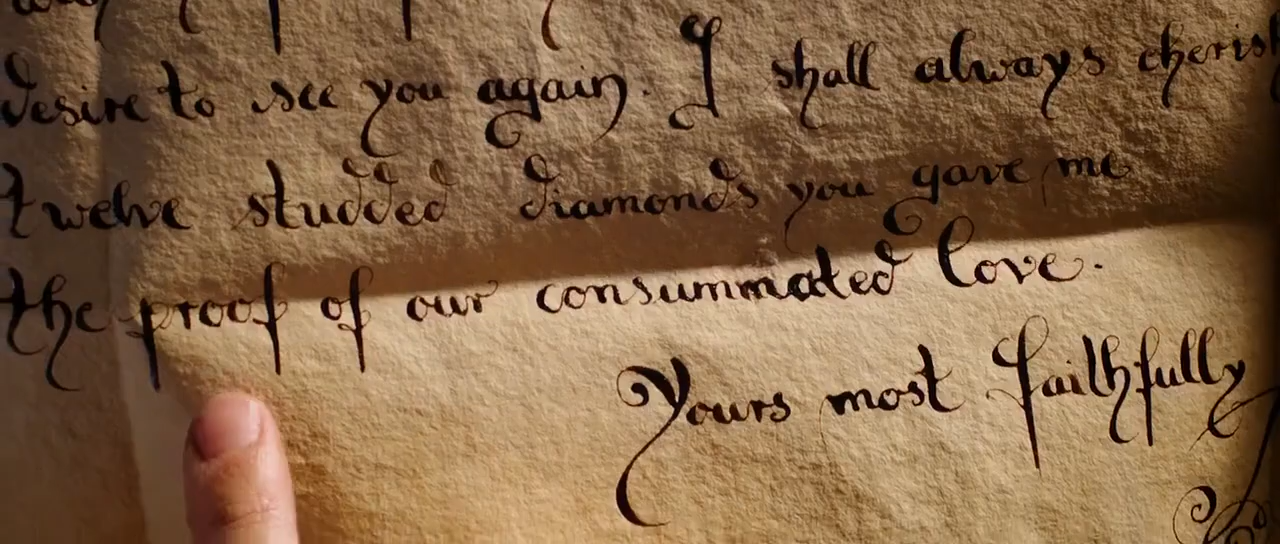 desire to see you again. I shall always cherish
twelve studded diamonds you gave me
the proof of our consummated love.
Yours most faithfully